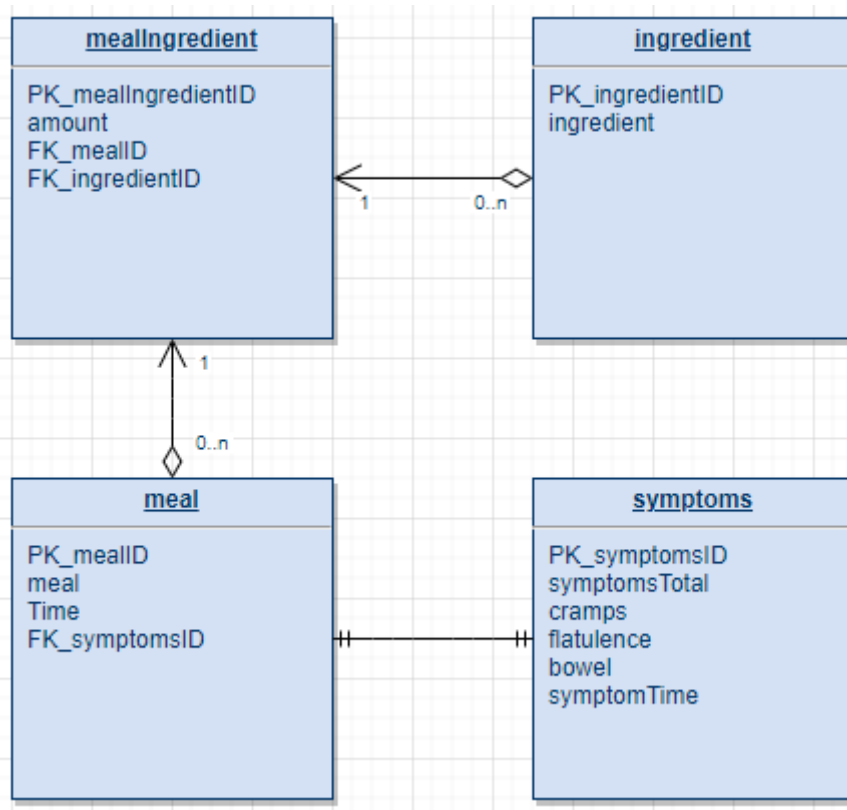 mealIngredient
PK_mealIngredientID
amount
FK_mealID
FK_ingredientID
ingredient
PK_ingredientID
ingredient
1
0..n
1
0..n
meal
PK_mealID
meal
Time
FK_symptomsID
symptoms
PK_symptomsID
symptomsTotal
cramps
flatulence
bowel
symptomTime